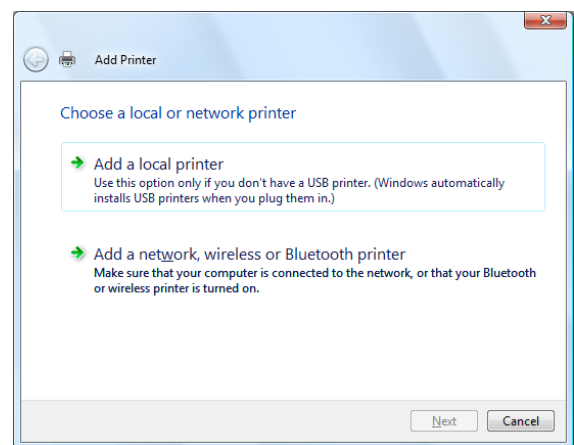 Add Printer
Choose a local or network printer
Add a local printer
Use this option only if you don't have a USB printer. (Windows automatically
installs USB printers when you plug them in.)
Add a network, wireless or Bluetooth printer
Make sure that your computer is connected to the network, or that your Bluetooth
or wireless printer is turned on.
Next Cancel